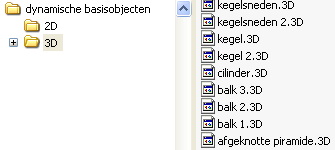 dynamische basisobjecten
2D
3D
kegelsneden.3D
kegelsneden 2.3D
kegel.3D
kegel 2.3D
cilinder.3D
balk 3.3D
balk 2.3D
balk 1.3D
afgeknotte piramide.3D